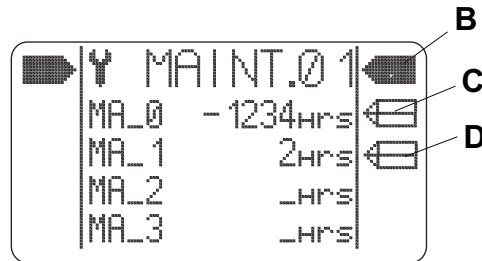 B
MAINT.01
C
MA_0 -1234Hrs
D
MA_1 2Hrs
MA_2 _Hrs
MA_3 _Hrs